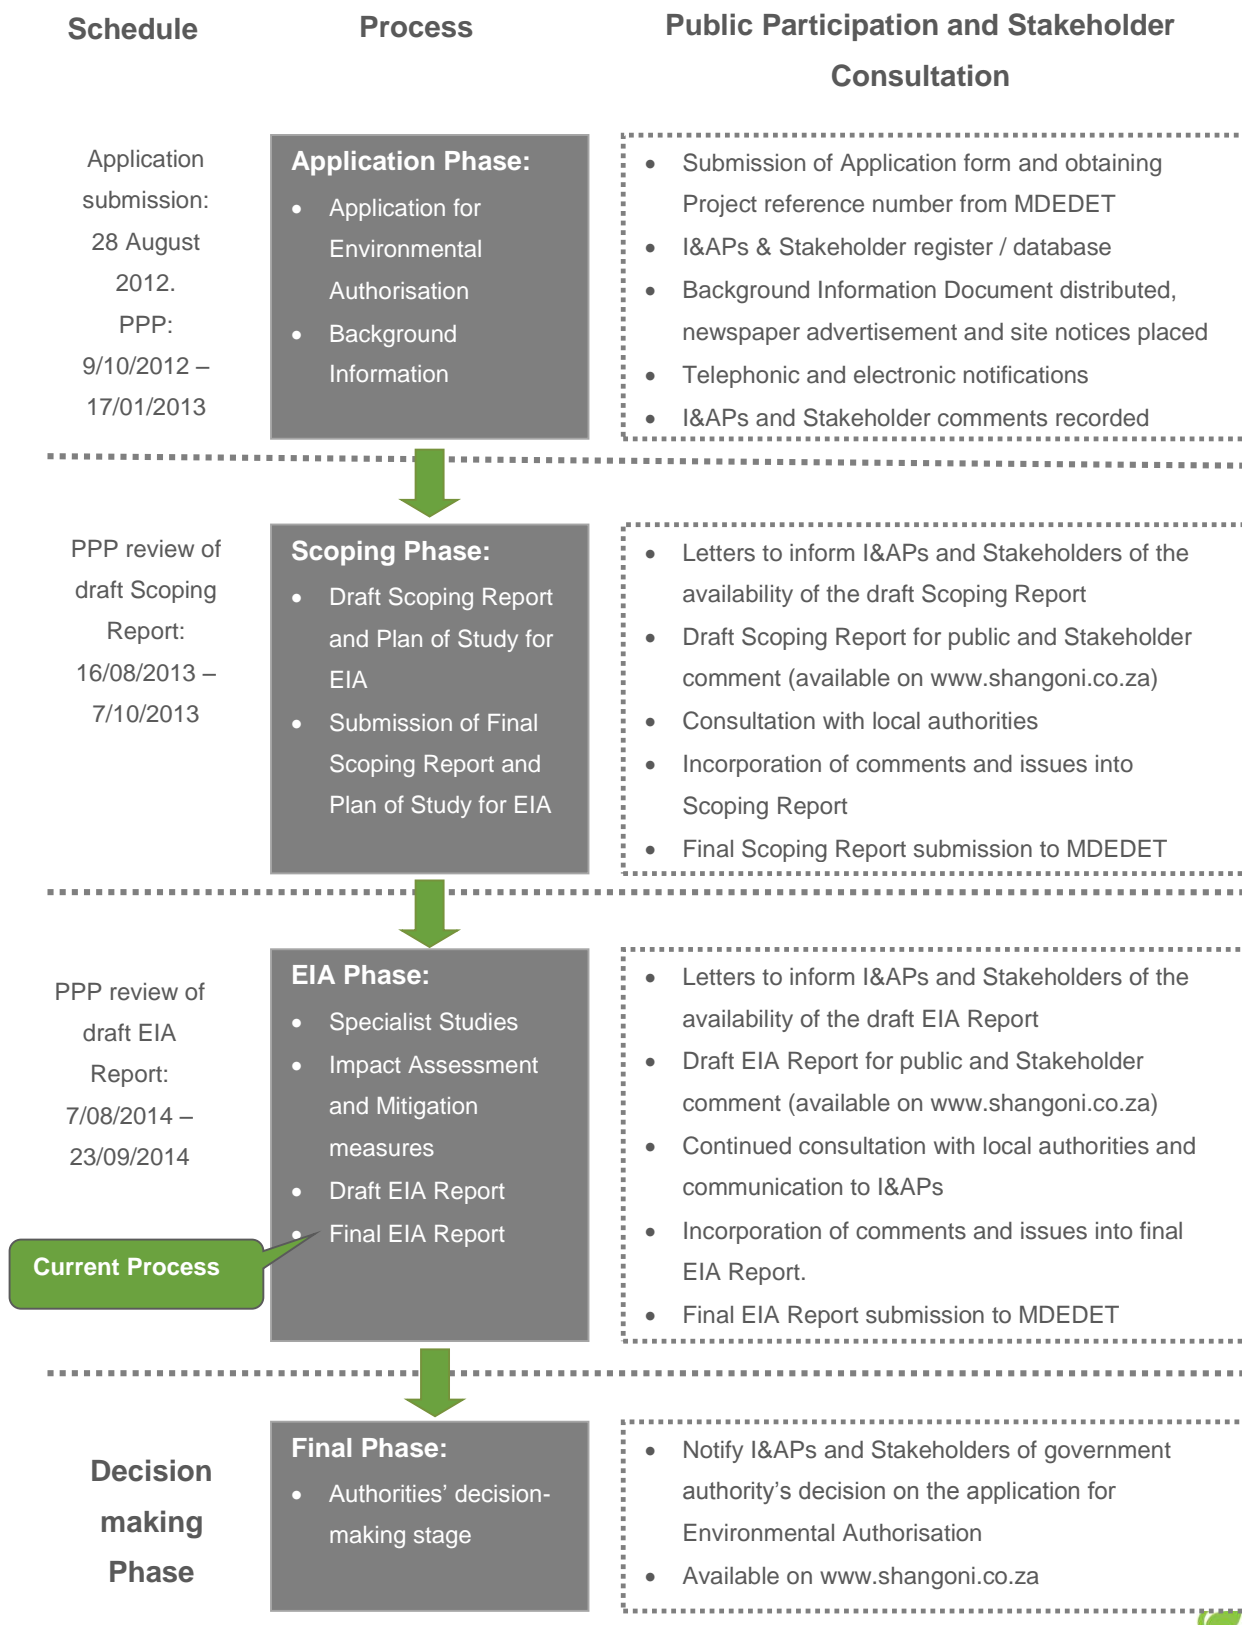 Schedule
Process
Public Participation and Stakeholder
Consultation
Application
submission:
28 August
2012.
PPP:
9/10/2012 –
17/01/2013
Application Phase:
• Application for
Environmental
Authorisation
• Background
Information
• Submission of Application form and obtaining
Project reference number from MDEDET
• I&APs & Stakeholder register / database
• Background Information Document distributed,
newspaper advertisement and site notices placed
• Telephonic and electronic notifications
• I&APs and Stakeholder comments recorded
PPP review of
draft Scoping
Report:
16/08/2013 –
7/10/2013
Scoping Phase:
• Draft Scoping Report
and Plan of Study for
EIA
• Submission of Final
Scoping Report and
Plan of Study for EIA
• Letters to inform I&APs and Stakeholders of the
availability of the draft Scoping Report
• Draft Scoping Report for public and Stakeholder
comment (available on www.shangoni.co.za)
• Consultation with local authorities
• Incorporation of comments and issues into
Scoping Report
• Final Scoping Report submission to MDEDET
PPP review of
draft EIA
Report:
7/08/2014 –
23/09/2014
EIA Phase:
• Specialist Studies
• Impact Assessment
and Mitigation
measures
• Draft EIA Report
• Final EIA Report
Current Process
• Letters to inform I&APs and Stakeholders of the
availability of the draft EIA Report
• Draft EIA Report for public and Stakeholder
comment (available on www.shangoni.co.za)
• Continued consultation with local authorities and
communication to I&APs
• Incorporation of comments and issues into final
EIA Report.
• Final EIA Report submission to MDEDET
Decision
making
Phase
Final Phase:
• Authorities’ decision-
making stage
• Notify I&APs and Stakeholders of government
authority’s decision on the application for
Environmental Authorisation
• Available on www.shangoni.co.za